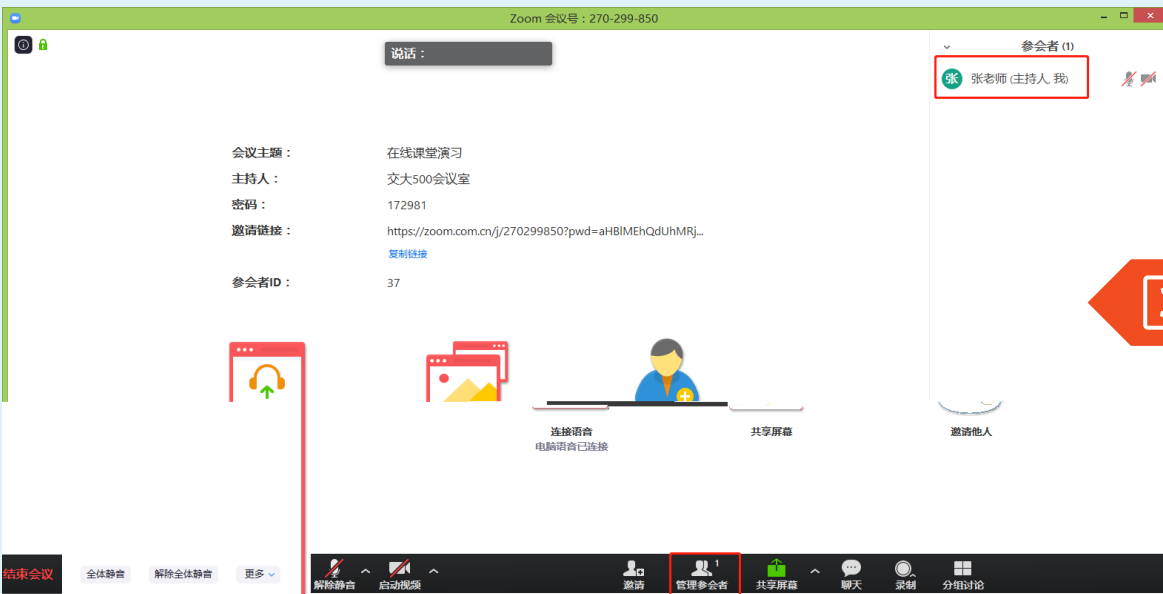 Zoom 会议号：270-299-850
说话：
参会者 (1)
张 张老师 (主持人, 我)
会议主题： 在线课堂演习
主持人： 交大500会议室
密码： 172981
邀请链接： https://zoom.com.cn/j/270299850?pwd=aHBlMEhQdUhMRj...
复制链接
参会者ID： 37
连接语音 共享屏幕 邀请他人
电脑语音已连接
结束会议 全体静音 解除全体静音 更多
解除静音 启动视频 邀请 管理参会者 1 共享屏幕 聊天 录制 分组讨论